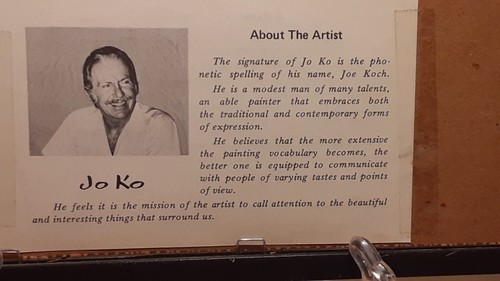 About The Artist
The signature of Jo Ko is the pho-
netic spelling of his name, Joe Koch.
He is a modest man of many talents,
an able painter that embraces both
the traditional and contemporary forms
of expression.
He believes that the more extensive
the painting vocabulary becomes, the
better one is equipped to communicate
with people of varying tastes and points
of view.
Jo Ko
He feels it is the mission of the artist to call attention to the beautiful
and interesting things that surround us.